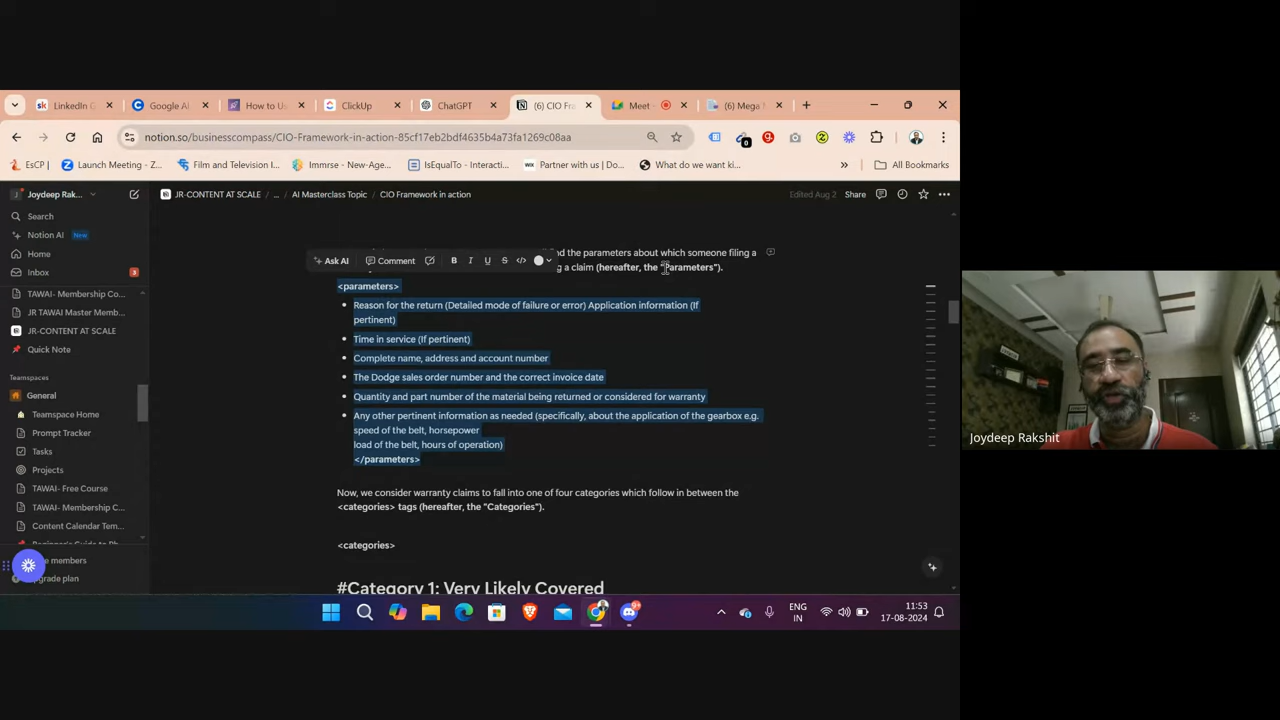 LinkedIn G
Google AI
How to Us
ClickUp
ChatGPT
(6) CIO Fra
Meet –
(6) Mega M
notion.so/businesscompass/CIO-Framework-in-action-85cf17eb2bdf4635b4a73fa1269c08aa
0
EsCP |
Launch Meeting - Z...
Film and Television I...
Immrse - New-Age...
IsEqualTo - Interacti...
Partner with us | Do...
What do we want ki...
All Bookmarks
Joydeep Rak...
JR-CONTENT AT SCALE / ... / AI Masterclass Topic / CIO Framework in action
Edited Aug 2
Share
Search
Notion AI New
Home
Inbox 3
TAWAI- Membership Co...
JR TAWAI Master Mem...
JR-CONTENT AT SCALE
Quick Note
Teamspaces
General
Teamspace Home
Prompt Tracker
Tasks
Projects
TAWAI- Free Course
TAWAI- Membership C...
Content Calendar Tem...
members
pgrade plan
nd the parameters about which someone filing a
Ask AI Comment B I U S </>
g a claim (hereafter, the "Parameters").
<parameters>
Reason for the return (Detailed mode of failure or error) Application information (If
pertinent)
Time in service (If pertinent)
Complete name, address and account number
The Dodge sales order number and the correct invoice date
Quantity and part number of the material being returned or considered for warranty
Any other pertinent information as needed (specifically, about the application of the gearbox e.g.
speed of the belt, horsepower
load of the belt, hours of operation)
</parameters>
Now, we consider warranty claims to fall into one of four categories which follow in between the
<categories> tags (hereafter, the "Categories").
<categories>
#Category 1: Very Likely Covered
Joydeep Rakshit
ENG
IN
11:53
17-08-2024